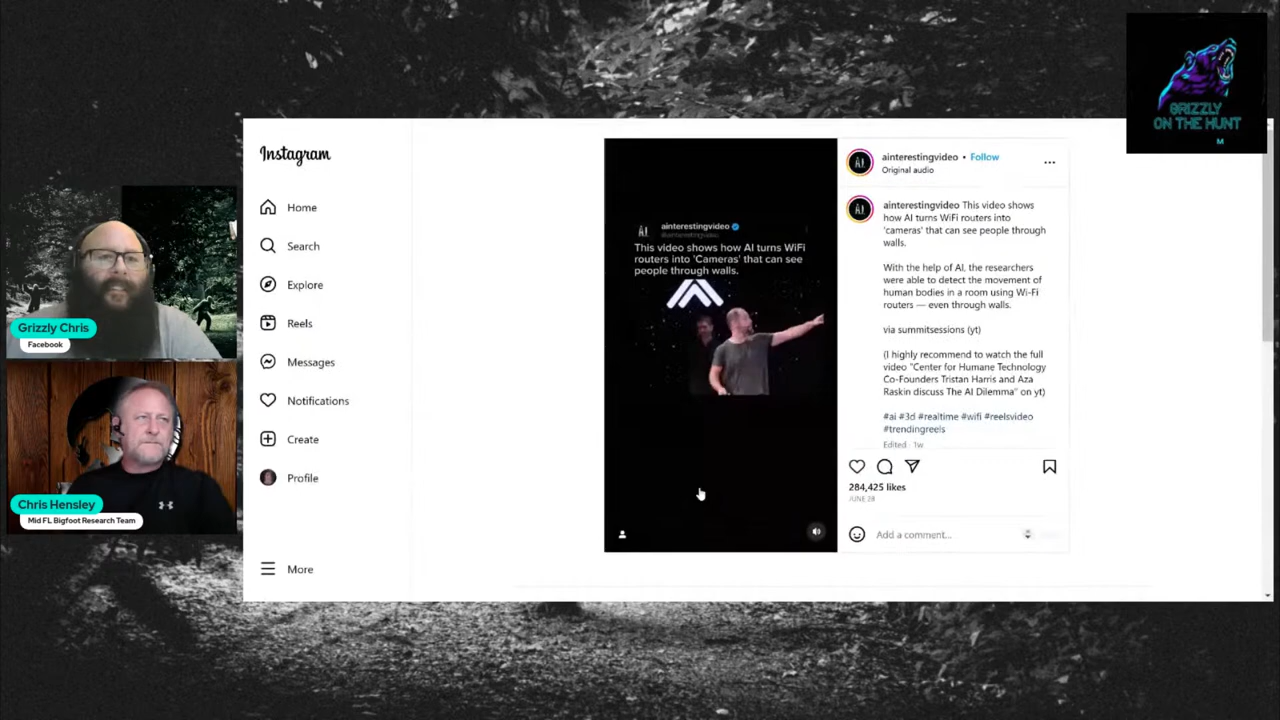 GRIZZLY
ON THE HUNT
M
Grizzly Chris
Facebook
Chris Hensley
Mid FL Bigfoot Research Team
Instagram
Home
Search
Explore
Reels
Messages
Notifications
Create
Profile
More
ainterestingvideo
This video shows how AI turns WiFi
routers into 'Cameras' that can see
people through walls.
ainterestingvideo • Follow
Original audio
ainterestingvideo This video shows
how AI turns WiFi routers into
'cameras' that can see people through
walls.
With the help of AI, the researchers
were able to detect the movement of
human bodies in a room using Wi-Fi
routers — even through walls.
via summitsessions (yt)
(I highly recommend to watch the full
video "Center for Humane Technology
Co-Founders Tristan Harris and Aza
Raskin discuss The AI Dilemma" on yt)
#ai #3d #realtime #wifi #reelsvideo
#trendingreels
Edited · 1w
284,425 likes
JUNE 28
Add a comment...